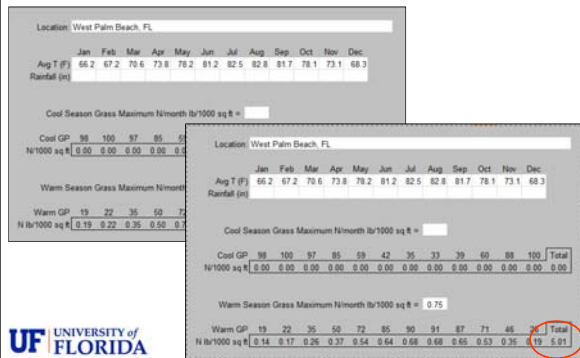 Location: West Palm Beach, FL
Jan Feb Mar Apr May Jun Jul Aug Sep Oct Nov Dec
Avg T (F) 66.2 67.2 70.6 73.8 78.2 81.2 82.5 82.8 81.7 78.1 73.1 68.3
Rainfall (in)
Cool Season Grass Maximum N/month lb/1000 sq ft =
Cool GP 98 100 97 85
N/1000 sq ft 0.00 0.00 0.00 0.00
Warm Season Grass Maximum N/month
Warm GP 19 22 35 50
N lb/1000 sq ft 0.19 0.22 0.35 0.50
Location: West Palm Beach, FL
Jan Feb Mar Apr May Jun Jul Aug Sep Oct Nov Dec
Avg T (F) 66.2 67.2 70.6 73.8 78.2 81.2 82.5 82.8 81.7 78.1 73.1 68.3
Rainfall (in)
Cool Season Grass Maximum N/month lb/1000 sq ft =
Cool GP 98 100 97 85 59 42 35 33 39 60 88 100 Total
N/1000 sq ft 0.00 0.00 0.00 0.00 0.00 0.00 0.00 0.00 0.00 0.00 0.00 0.00 0.00
Warm Season Grass Maximum N/month lb/1000 sq ft = 0.75
Warm GP 19 22 35 50 72 85 90 91 87 71 46 26 Total
N lb/1000 sq ft 0.14 0.17 0.26 0.37 0.54 0.64 0.68 0.68 0.65 0.53 0.35 0.19 5.01
UF UNIVERSITY of
FLORIDA